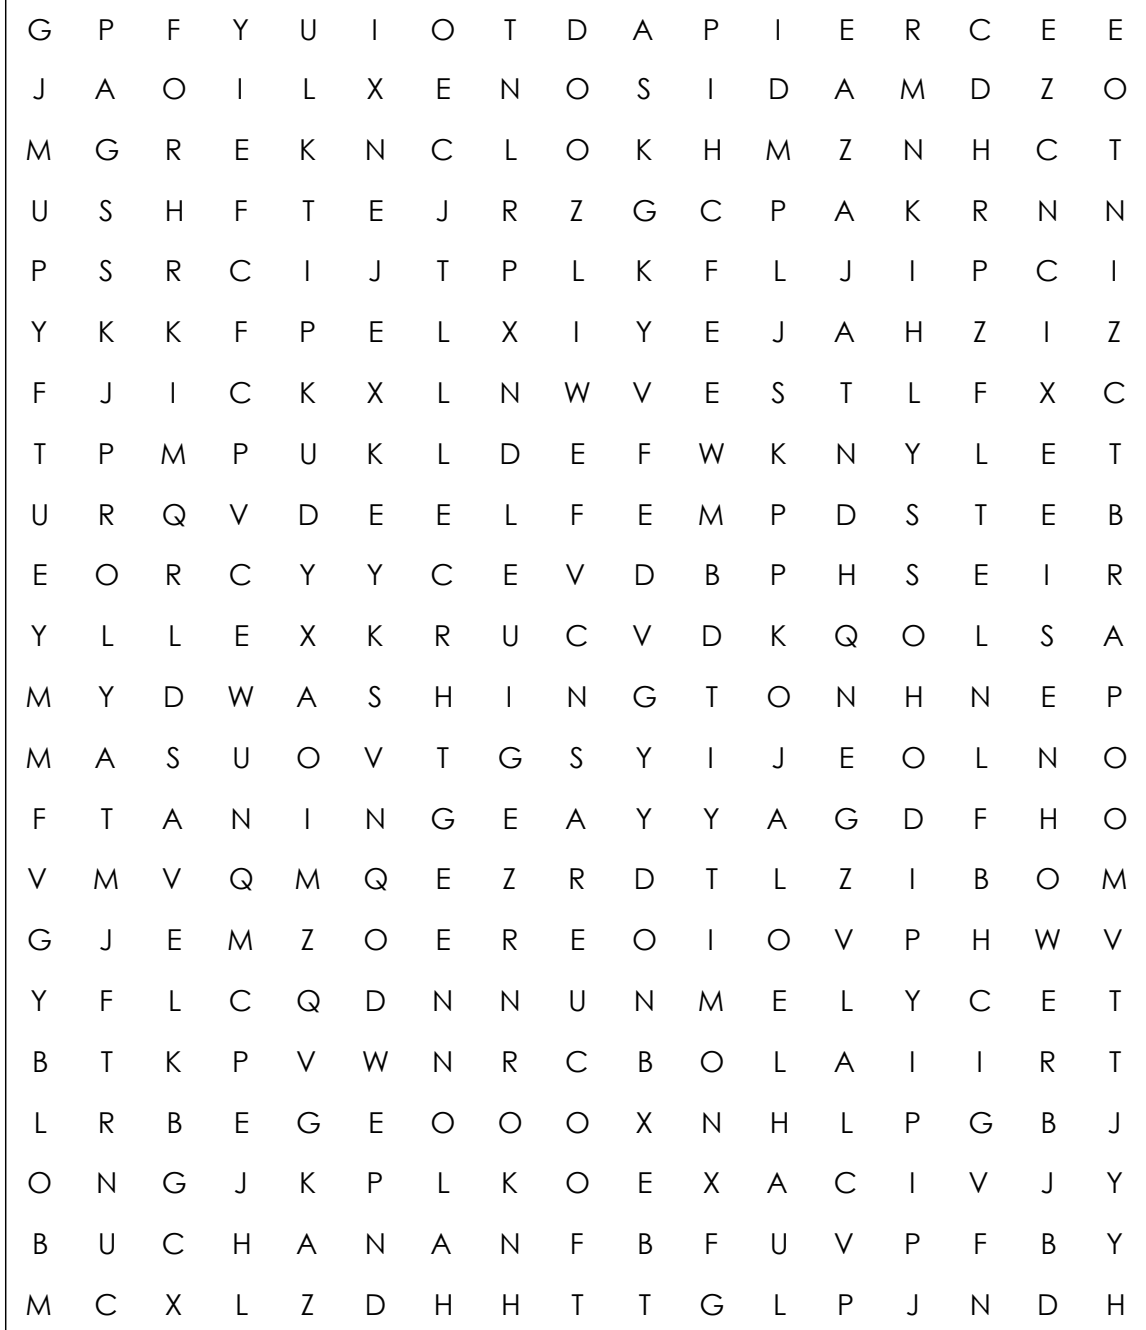 G P F Y U I O T D A P I E R C E E
J A O I L X E N O S I D A M D Z O
M G R E K N C L O K H M Z N H C T
U S H F T E J R Z G C P A K R N N
P S R C I J T P L K F L J I P C I
Y K K F P E L X I Y E J A H Z I Z
F J I C K X L N W V E S T L F X C
T P M P U K L D E F W K N Y L E T
U R Q V D E E L F E M P D S T E B
E O R C Y Y C E V D B P H S E I R
Y L L E X K R U C V D K Q O L S A
M Y D W A S H I N G T O N H N E P
M A S U O V T G S Y I J E O L N O
F T A N I N G E A Y Y A G D F H O
V M V Q M Q E Z R D T L Z I B O M
G J E M Z O E R E O I O V P H W V
Y F L C Q D N N U N M E L Y C E T
B T K P V W N R C B O L A I I R T
L R B E G E O O O X N H L P G B J
O N G J K P L K O E X A C I V J Y
B U C H A N A N F B F U V P F B Y
M C X L Z D H H T T G L P J N D H